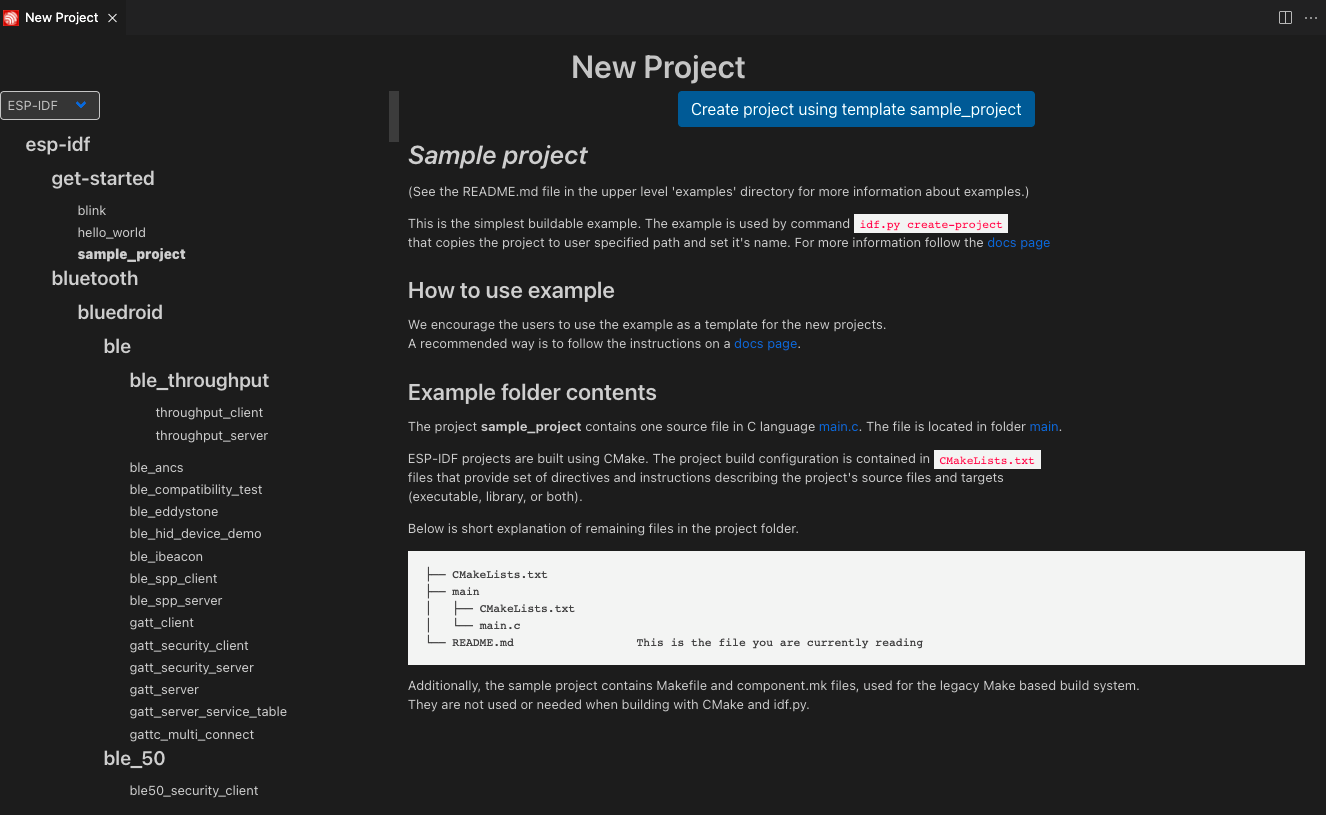 New Project
New Project
ESP-IDF
esp-idf
get-started
blink
hello_world
sample_project
bluetooth
bluedroid
ble
ble_throughput
throughput_client
throughput_server
ble_ancs
ble_compatibility_test
ble_eddystone
ble_hid_device_demo
ble_ibeacon
ble_spp_client
ble_spp_server
gatt_client
gatt_security_client
gatt_security_server
gatt_server
gatt_server_service_table
gattc_multi_connect
ble_50
ble50_security_client
Create project using template sample_project
Sample project
(See the README.md file in the upper level 'examples' directory for more information about examples.)
This is the simplest buildable example. The example is used by command idf.py create-project
that copies the project to user specified path and set it's name. For more information follow the docs page
How to use example
We encourage the users to use the example as a template for the new projects.
A recommended way is to follow the instructions on a docs page.
Example folder contents
The project sample_project contains one source file in C language main.c. The file is located in folder main.
ESP-IDF projects are built using CMake. The project build configuration is contained in CMakeLists.txt
files that provide set of directives and instructions describing the project's source files and targets
(executable, library, or both).
Below is short explanation of remaining files in the project folder.
├── CMakeLists.txt
├── main
│   ├── CMakeLists.txt
│   └── main.c
└── README.md                  This is the file you are currently reading
Additionally, the sample project contains Makefile and component.mk files, used for the legacy Make based build system.
They are not used or needed when building with CMake and idf.py.